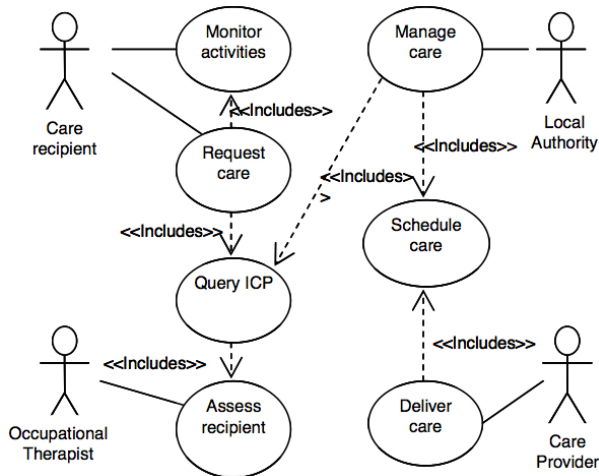 Monitor
activities
Manage
care
<<Includes>>
Care
recipient
Local
Authority
Request
care
<<Includes>>
<<Includes>
>
<<Includes>>
Schedule
care
Query ICP
<<Includes>>
<<Includes>>
Assess
recipient
Deliver
care
Occupational
Therapist
Care
Provider